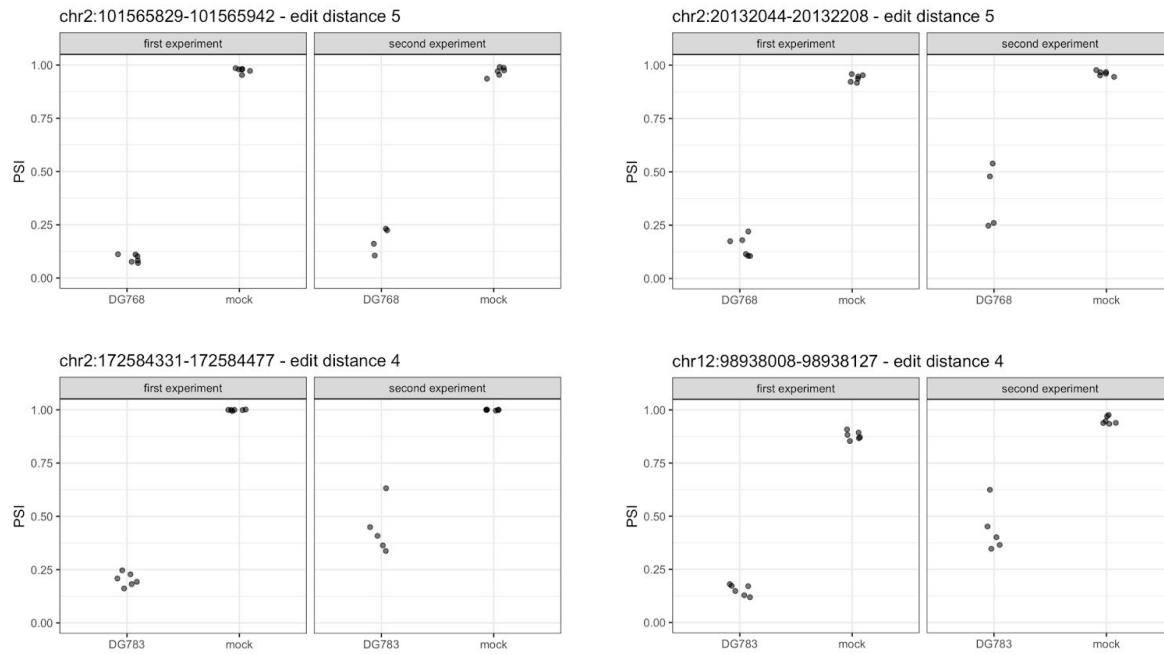 chr2:101565829-101565942 - edit distance 5
first experiment
second experiment
PSI
1.00
0.75
0.50
0.25
0.00
DG768
mock
DG768
mock
chr2:20132044-20132208 - edit distance 5
first experiment
second experiment
PSI
1.00
0.75
0.50
0.25
0.00
DG768
mock
DG768
mock
chr2:172584331-172584477 - edit distance 4
first experiment
second experiment
PSI
1.00
0.75
0.50
0.25
0.00
DG783
mock
DG783
mock
chr12:98938008-98938127 - edit distance 4
first experiment
second experiment
PSI
1.00
0.75
0.50
0.25
0.00
DG783
mock
DG783
mock